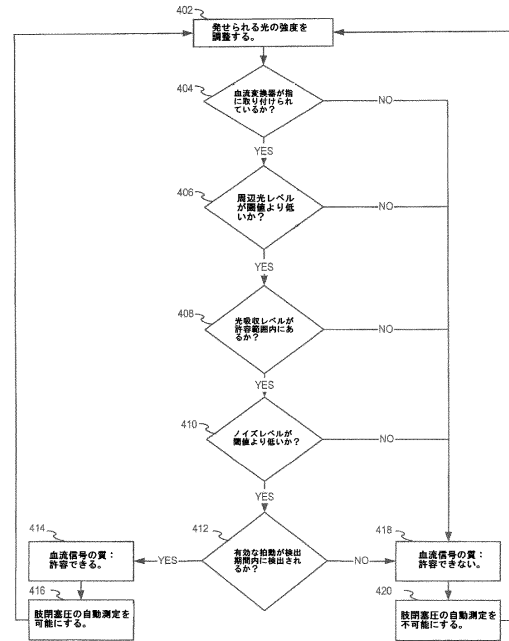 402
発せられる光の強度を
調整する。
404
血流変換器が指
に取り付けられ
ているか？
NO
YES
406
周辺光レベル
が閾値より低
いか？
NO
YES
408
光吸収レベルが
許容範囲内にあ
るか？
NO
YES
410
ノイズレベルが
閾値より低いか？
NO
YES
412
有効な拍動が検出
期間内に検出され
るか？
YES
NO
414
血流信号の質：
許容できる。
416
肢閉塞圧の自動測定を
可能にする。
418
血流信号の質：
許容できない。
420
肢閉塞圧の自動測定を
不可能にする。